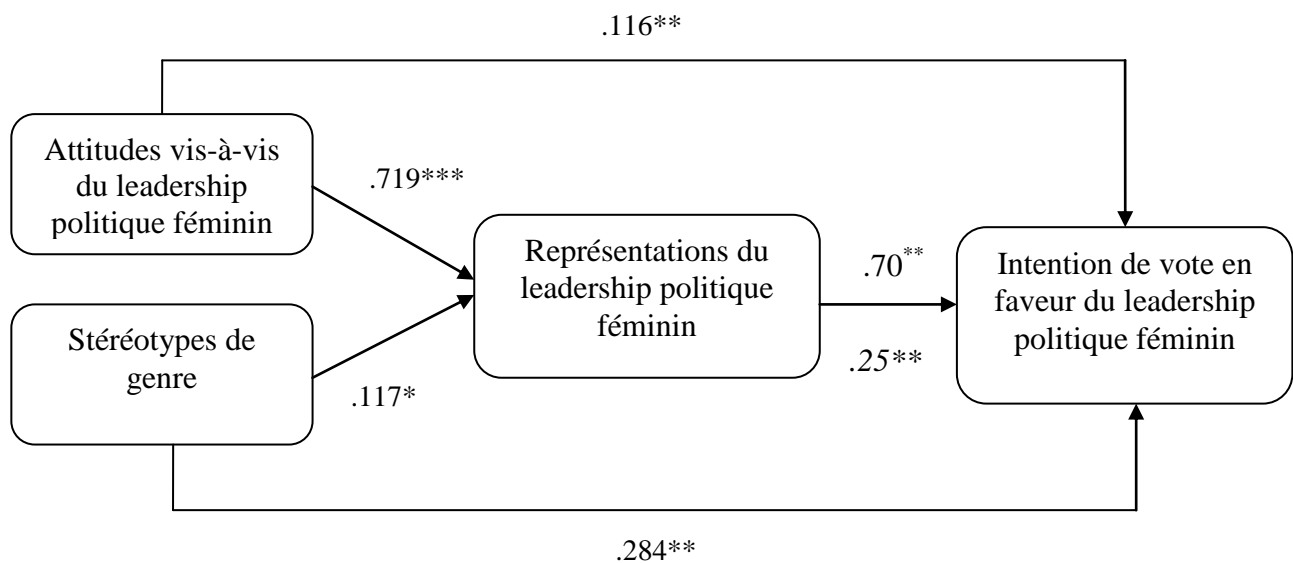 .116**
Attitudes vis-à-vis
du leadership
politique féminin
.719***
Représentations du
leadership politique
féminin
.70**
.25**
Intention de vote en
faveur du leadership
politique féminin
Stéréotypes de
genre
.117*
.284**